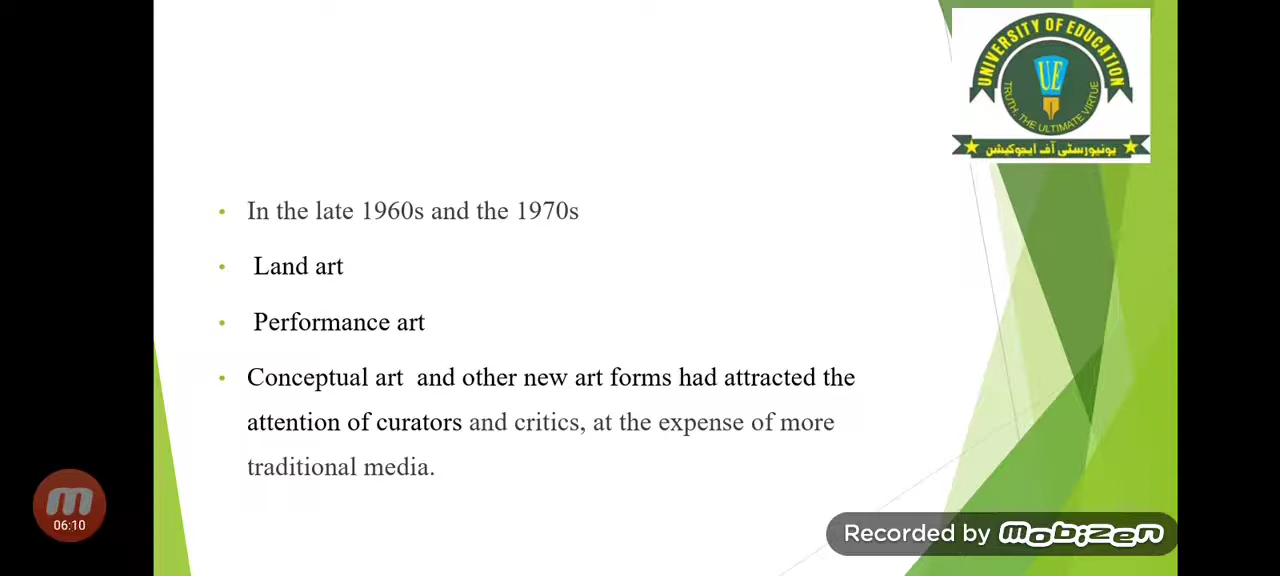 UNIVERSITY OF EDUCATION
UE
TRUTH, THE ULTIMATE VIRTUE
یونیورسٹی آف ایجوکیشن
In the late 1960s and the 1970s
Land art
Performance art
Conceptual art and other new art forms had attracted the
attention of curators and critics, at the expense of more
traditional media.
06:10
Recorded by mobizen